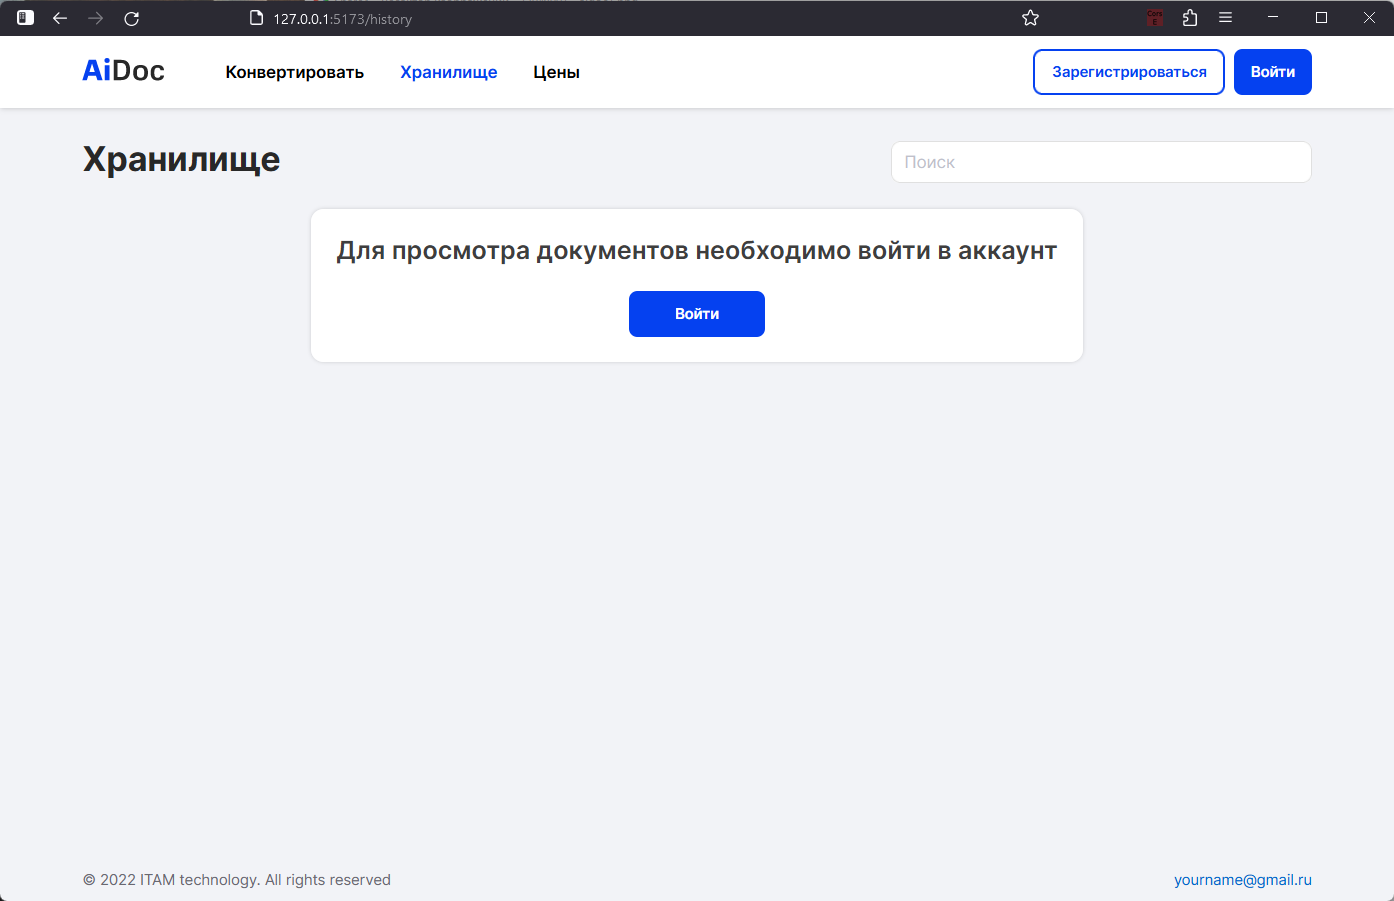 127.0.0.1:5173/history
AiDoc
Конвертировать
Хранилище
Цены
Зарегистрироваться
Войти
Хранилище
Поиск
Для просмотра документов необходимо войти в аккаунт
Войти
© 2022 ITAM technology. All rights reserved
yourname@gmail.ru